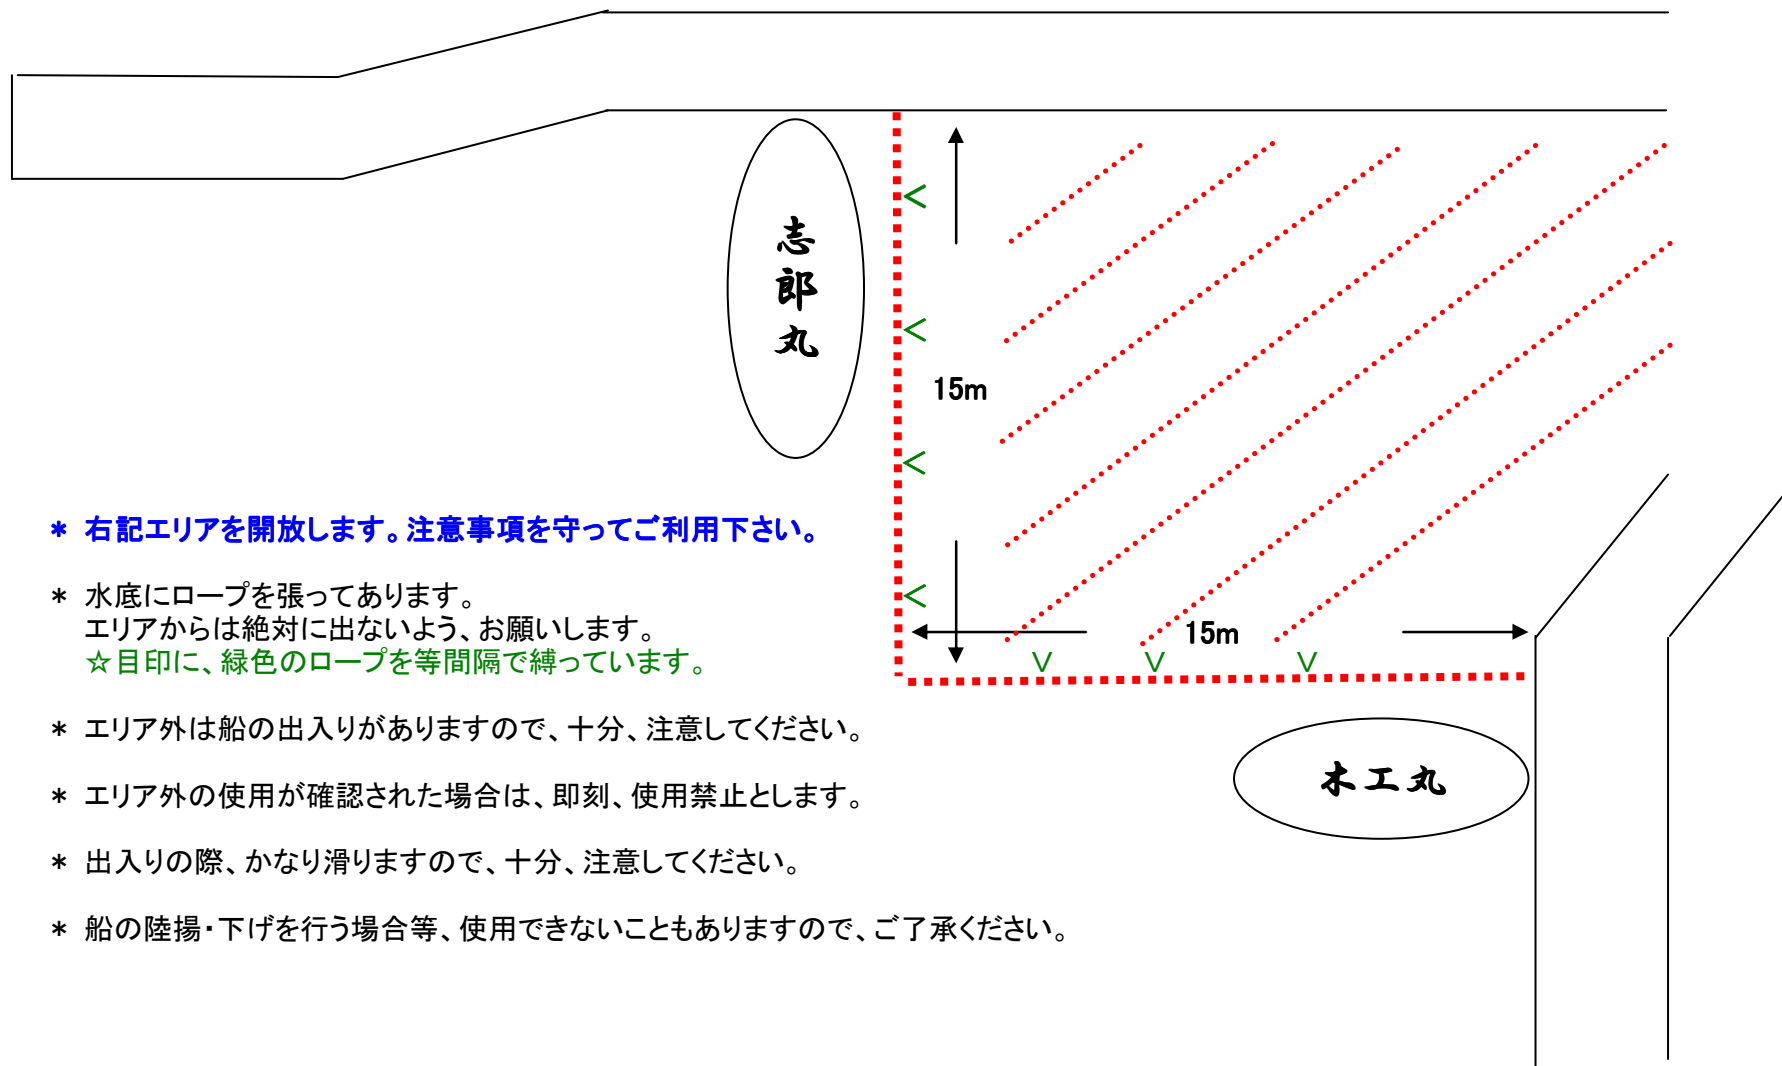 志郎丸
15m
* 右記エリアを開放します。注意事項を守ってご利用下さい。
* 水底にロープを張ってあります。
エリアからは絶対に出ないよう、お願いします。
☆目印に、緑色のロープを等間隔で縛っています。
15m
* エリア外は船の出入りがありますので、十分、注意してください。
木工丸
* エリア外の使用が確認された場合は、即刻、使用禁止とします。
* 出入りの際、かなり滑りますので、十分、注意してください。
* 船の陸揚・下げを行う場合等、使用できないこともありますので、ご了承ください。